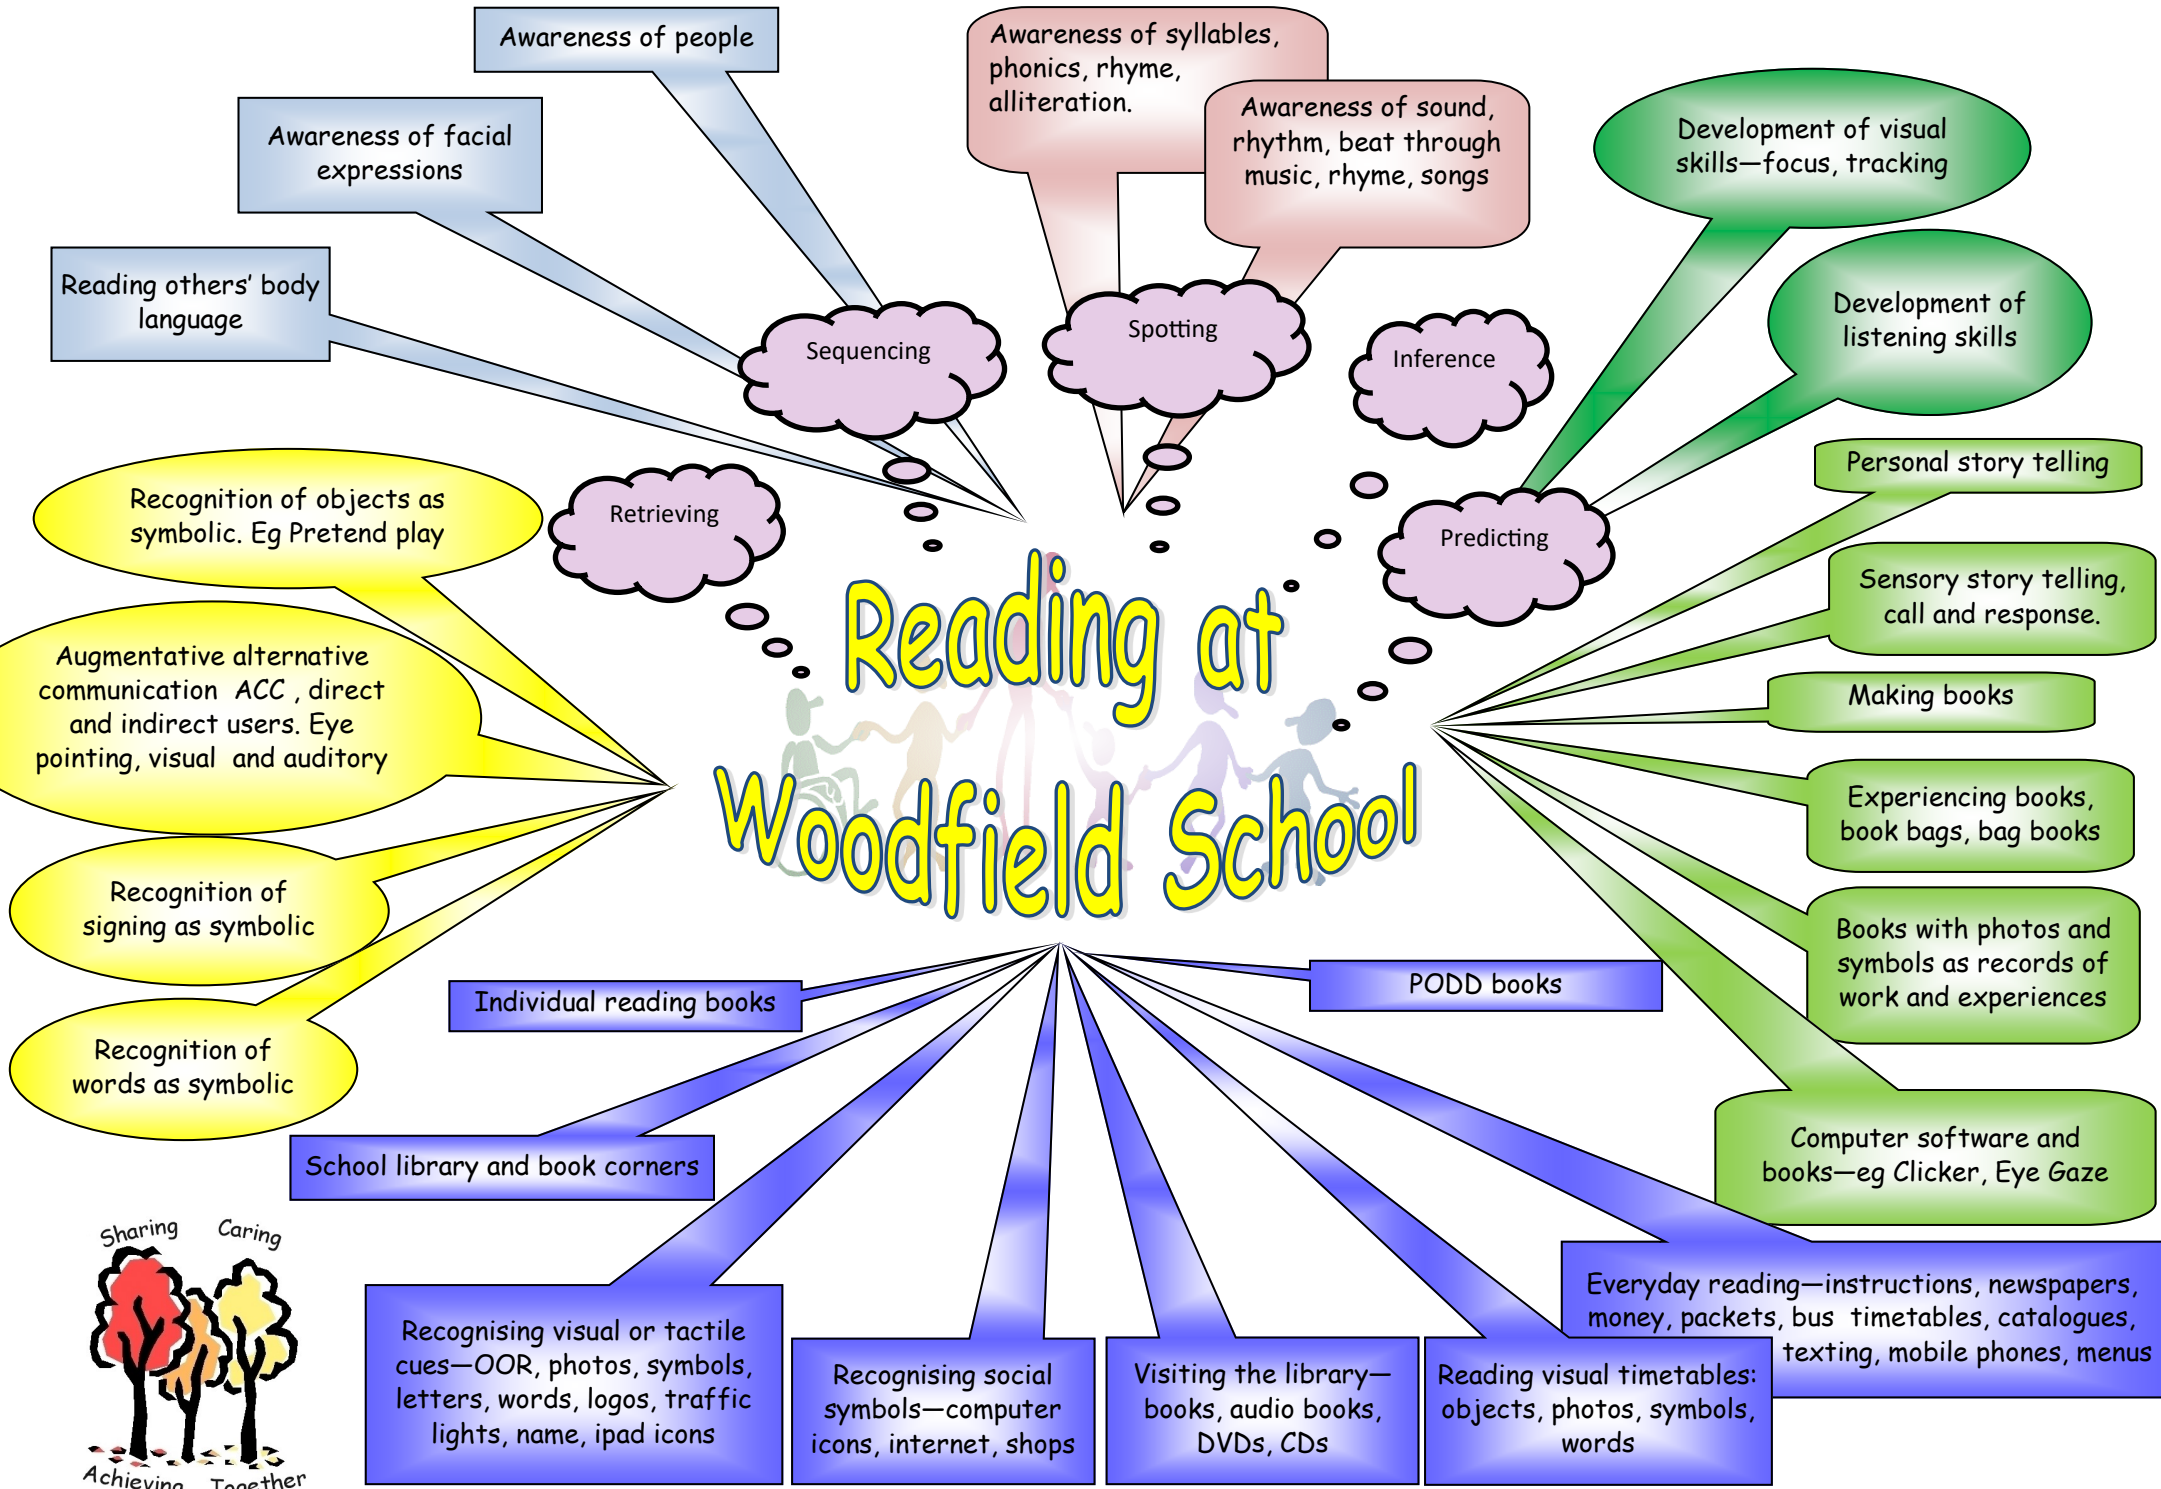 Awareness of people
Awareness of facial
expressions
Reading others’ body
language
Awareness of syllables,
phonics, rhyme,
alliteration.
Awareness of sound,
rhythm, beat through
music, rhyme, songs
Development of visual
skills—focus, tracking
Development of
listening skills
Sequencing
Spotting
Inference
Retrieving
Predicting
Recognition of objects as
symbolic. Eg Pretend play
Augmentative alternative
communication ACC , direct
and indirect users. Eye
pointing, visual and auditory
Recognition of
signing as symbolic
Recognition of
words as symbolic
Reading at
Woodfield School
Personal story telling
Sensory story telling,
call and response.
Making books
Experiencing books,
book bags, bag books
Books with photos and
symbols as records of
work and experiences
Computer software and
books—eg Clicker, Eye Gaze
Individual reading books
PODD books
School library and book corners
Recognising visual or tactile
cues—OOR, photos, symbols,
letters, words, logos, traffic
lights, name, ipad icons
Recognising social
symbols—computer
icons, internet, shops
Visiting the library—
books, audio books,
DVDs, CDs
Reading visual timetables:
objects, photos, symbols,
words
Everyday reading—instructions, newspapers,
money, packets, bus timetables, catalogues,
texting, mobile phones, menus
Sharing Caring
Achieving Together